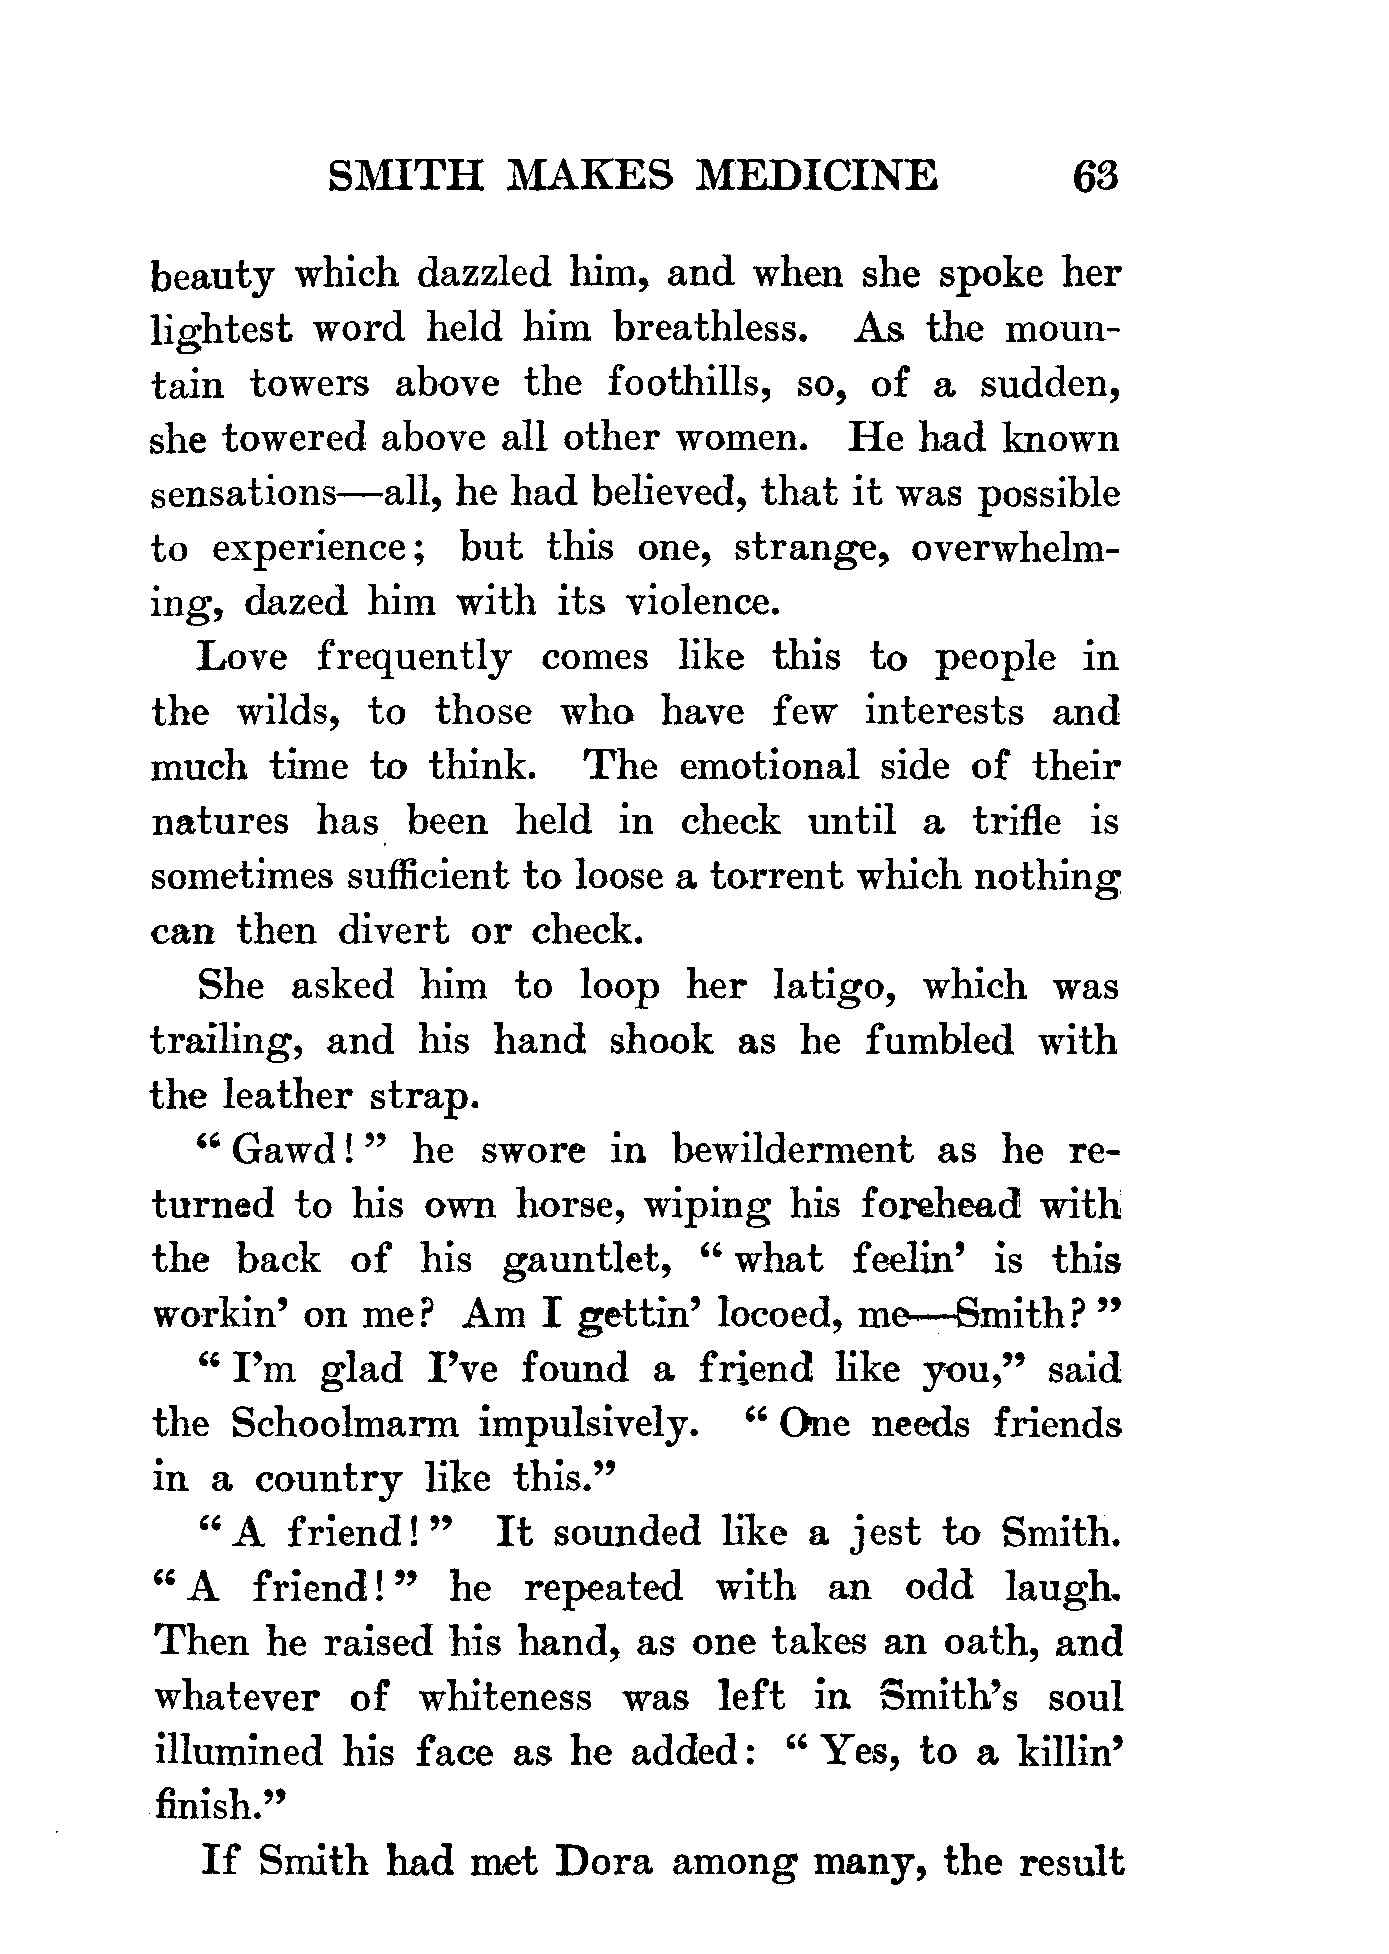 SMITH MAKES MEDICINE 63
beauty which dazzled him, and when she spoke her
lightest word held him breathless. As the moun-
tain towers above the foothills, so, of a sudden,
she towered above all other women. He had known
sensations—all, he had believed, that it was possible
to experience; but this one, strange, overwhelm-
ing, dazed him with its violence.
Love frequently comes like this to people in
the wilds, to those who have few interests and
much time to think. The emotional side of their
natures has been held in check until a trifle is
sometimes sufficient to loose a torrent which nothing
can then divert or check.
She asked him to loop her latigo, which was
trailing, and his hand shook as he fumbled with
the leather strap.
“Gawd!” he swore in bewilderment as he re-
turned to his own horse, wiping his forehead with
the back of his gauntlet, “what feelin’ is this
workin’ on me? Am I gettin’ locoed, me—Smith?”
“I’m glad I’ve found a friend like you,” said
the Schoolmarm impulsively. “One needs friends
in a country like this.”
“A friend!” It sounded like a jest to Smith.
“A friend!” he repeated with an odd laugh.
Then he raised his hand, as one takes an oath, and
whatever of whiteness was left in Smith’s soul
illumined his face as he added: “Yes, to a killin’
finish.”
If Smith had met Dora among many, the result